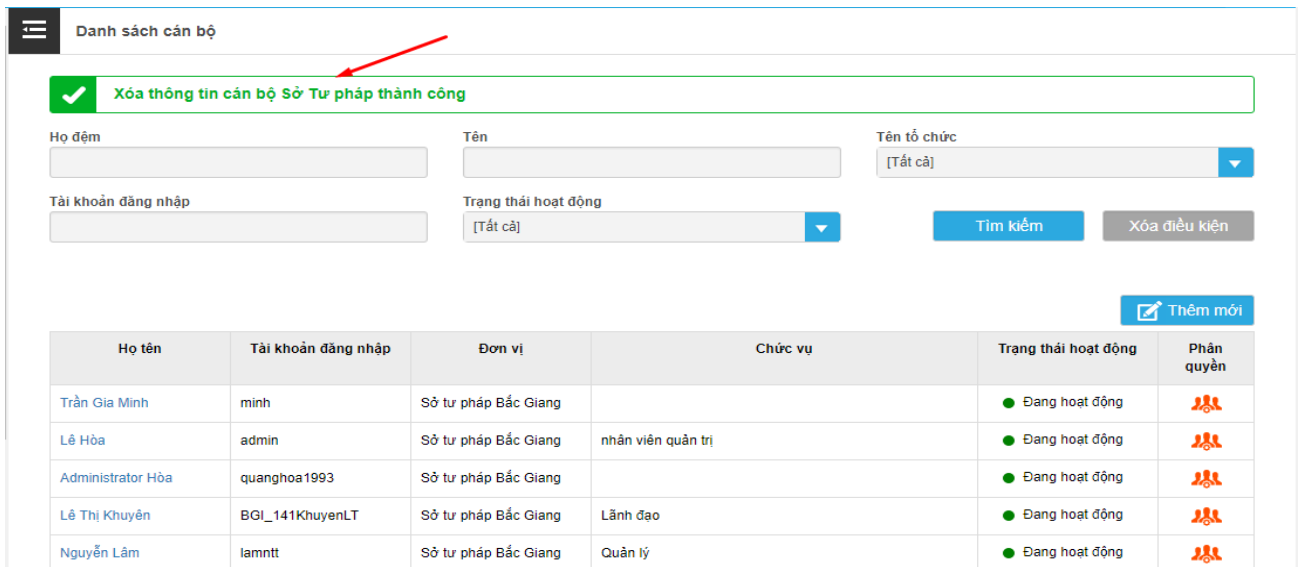 Danh sách cán bộ
Xóa thông tin cán bộ Sở Tư pháp thành công
Họ đệm Tên Tên tổ chức
[Tất cả]
Tài khoản đăng nhập Trạng thái hoạt động
[Tất cả] Tìm kiếm Xóa điều kiện
Thêm mới
Họ tên Tài khoản đăng nhập Đơn vị Chức vụ Trạng thái hoạt động Phân
quyền
Trần Gia Minh minh Sở tư pháp Bắc Giang Đang hoạt động
Lê Hòa admin Sở tư pháp Bắc Giang nhân viên quản trị Đang hoạt động
Administrator Hòa quanghoa1993 Sở tư pháp Bắc Giang Đang hoạt động
Lê Thị Khuyên BGI_141KhuyenLT Sở tư pháp Bắc Giang Lãnh đạo Đang hoạt động
Nguyễn Lâm lamntt Sở tư pháp Bắc Giang Quản lý Đang hoạt động